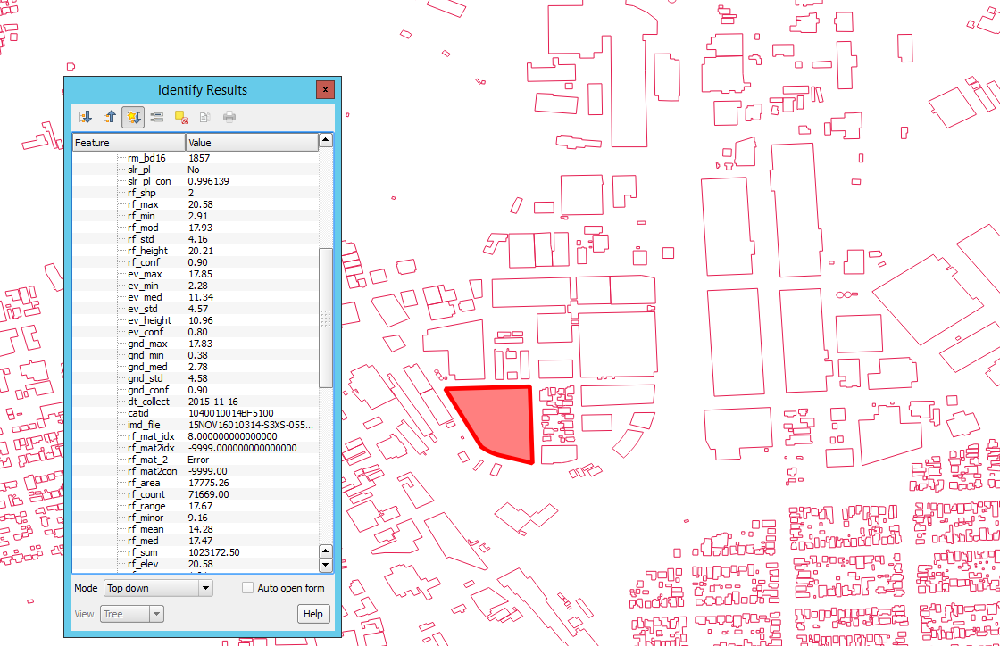 Identify Results
x
Feature Value
rm_bd16 1857
slr_pl No
slr_pl_con 0.996139
rf_shp 2
rf_max 20.58
rf_min 2.91
rf_mod 17.93
rf_std 4.16
rf_height 20.21
rf_conf 0.90
ev_max 17.85
ev_min 2.28
ev_med 11.34
ev_std 4.57
ev_height 10.96
ev_conf 0.80
gnd_max 17.83
gnd_min 0.38
gnd_med 2.78
gnd_std 4.58
gnd_conf 0.90
dt_collect 2015-11-16
catid 1040010014BF5100
imd_file 15NOV16010314-S3XS-055...
rf_mat_idx 8.000000000000000
rf_mat2idx -9999.000000000000000
rf_mat_2 Error
rf_mat2con -9999.00
rf_area 17775.26
rf_count 71669.00
rf_range 17.67
rf_minor 9.16
rf_mean 14.28
rf_med 17.47
rf_sum 1023172.50
rf_elev 20.58
Mode Top down Auto open form
View Tree Help